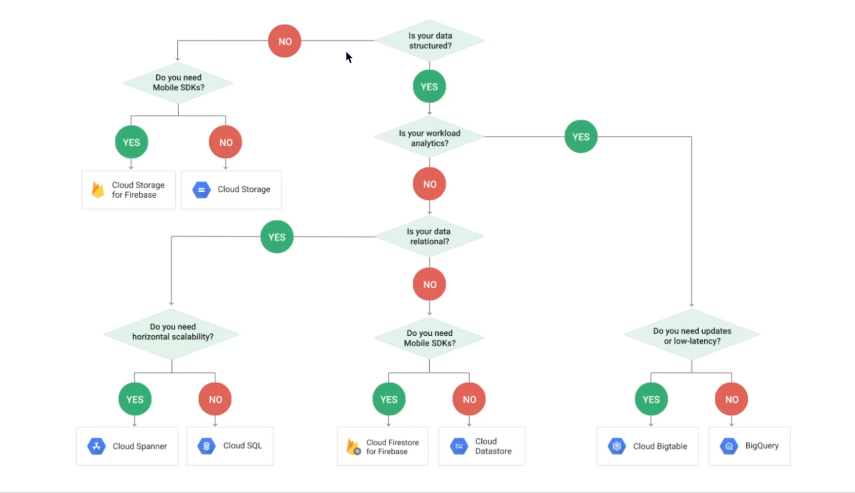 Is your data
structured?
NO
YES
Do you need
Mobile SDKs?
YES
NO
Cloud Storage
for Firebase
Cloud Storage
Is your workload
analytics?
YES
NO
Is your data
relational?
YES
NO
Do you need
horizontal scalability?
Do you need
Mobile SDKs?
Do you need updates
or low-latency?
YES
NO
YES
NO
YES
NO
Cloud Spanner
Cloud SQL
Cloud Firestore
for Firebase
Cloud
Datastore
Cloud Bigtable
BigQuery